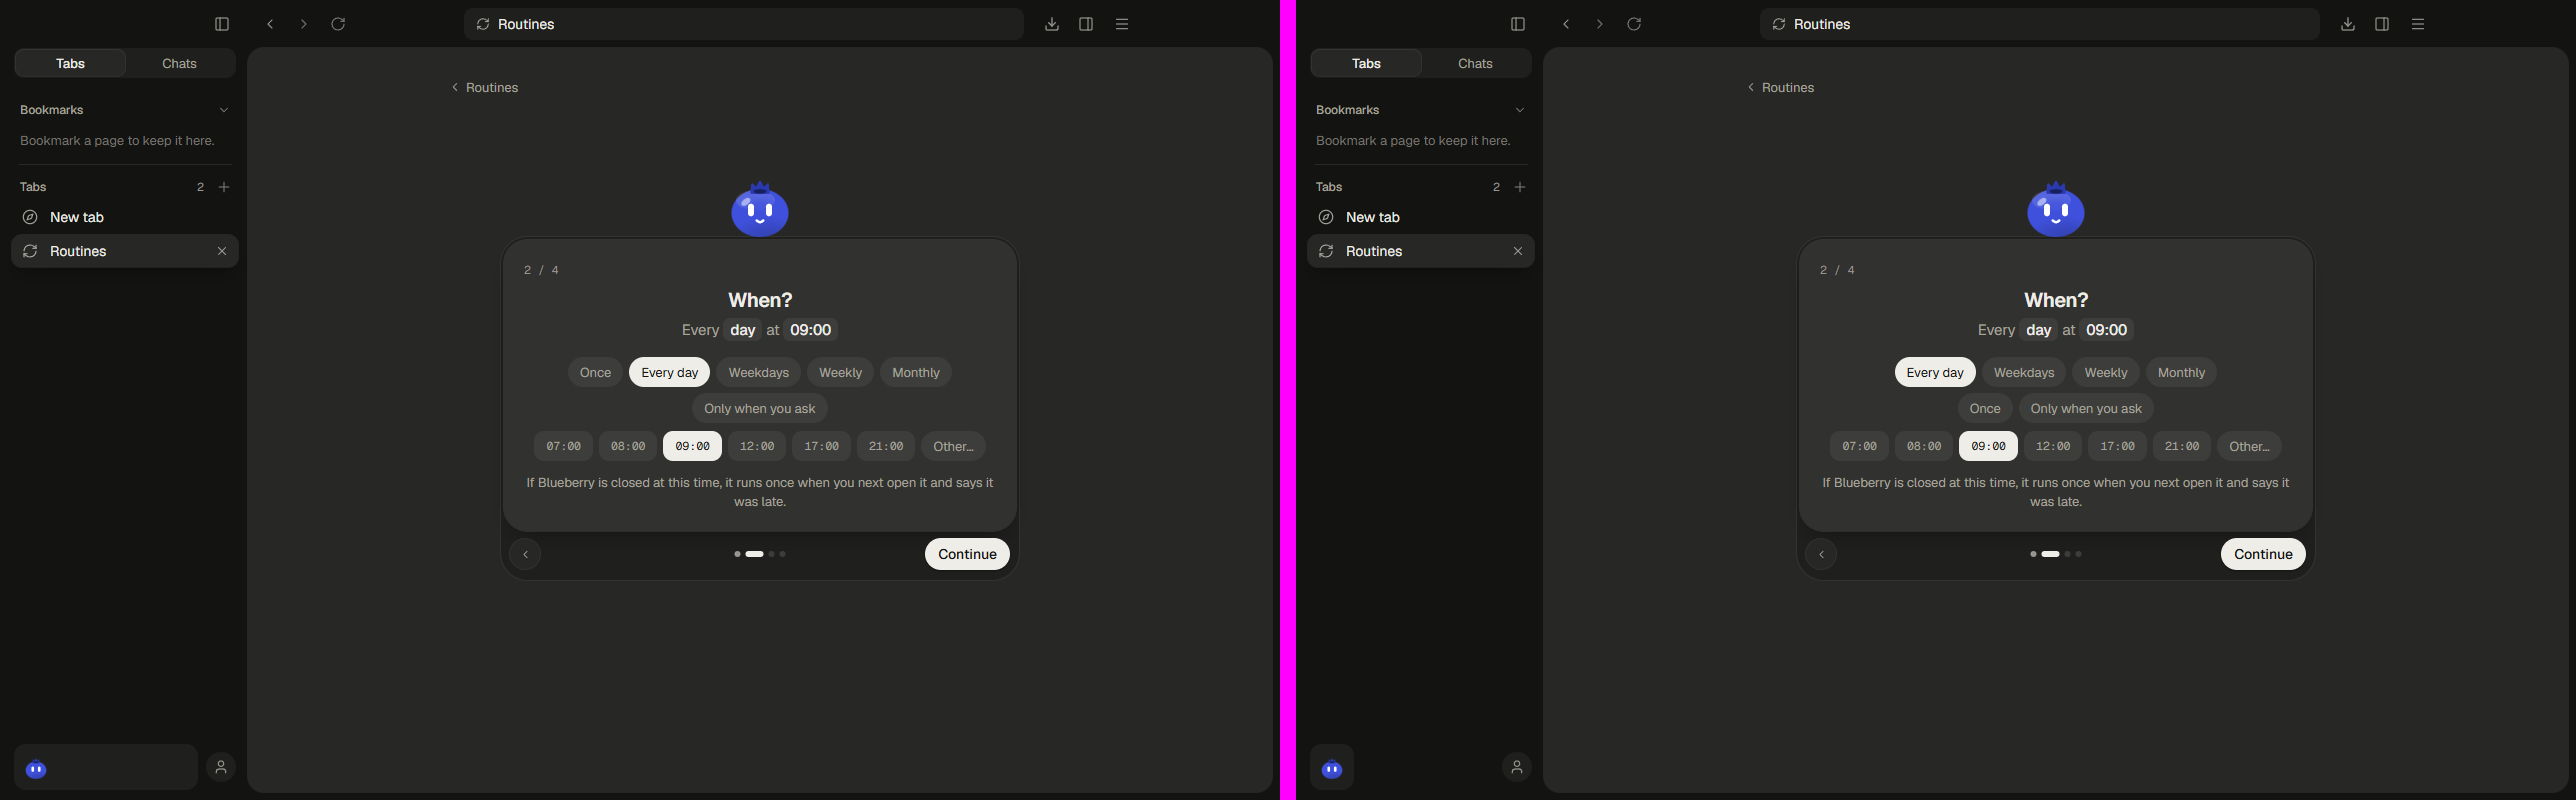 Routines
Tabs Chats
Bookmarks
Bookmark a page to keep it here.
Tabs 2
New tab
Routines
Routines
2 / 4
When?
Every day at 09:00
Once Every day Weekdays Weekly Monthly
Only when you ask
07:00 08:00 09:00 12:00 17:00 21:00 Other...
If Blueberry is closed at this time, it runs once when you next open it and says it
was late.
Continue
Routines
Tabs Chats
Bookmarks
Bookmark a page to keep it here.
Tabs 2
New tab
Routines
Routines
2 / 4
When?
Every day at 09:00
Every day Weekdays Weekly Monthly
Once Only when you ask
07:00 08:00 09:00 12:00 17:00 21:00 Other...
If Blueberry is closed at this time, it runs once when you next open it and says it
was late.
Continue